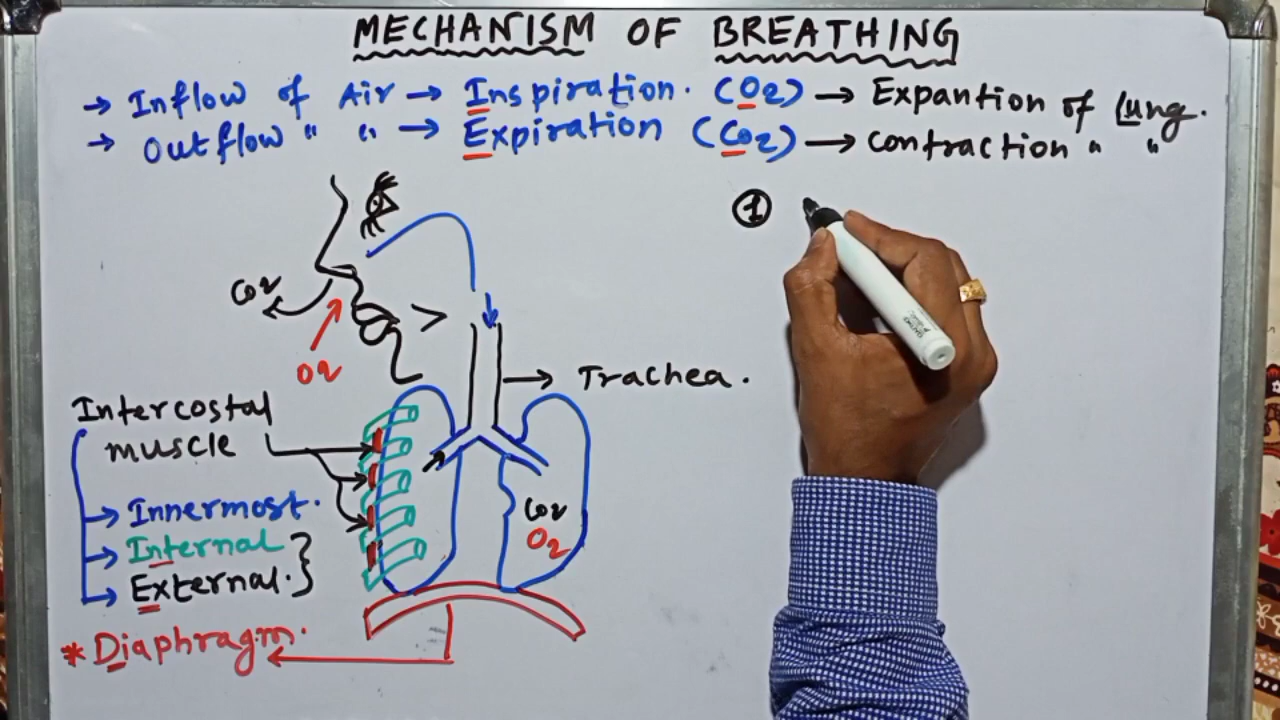 MECHANISM OF BREATHING
→ Inflow of Air → Inspiration. (O2) → Expantion of Lung.
→ Outflow " " → Expiration (CO2) → contraction " "
①
CO2
O2
→ Trachea.
Intercostal
muscle
→ Innermost.
→ Internal
→ External.
CO2
O2
* Diaphragm.